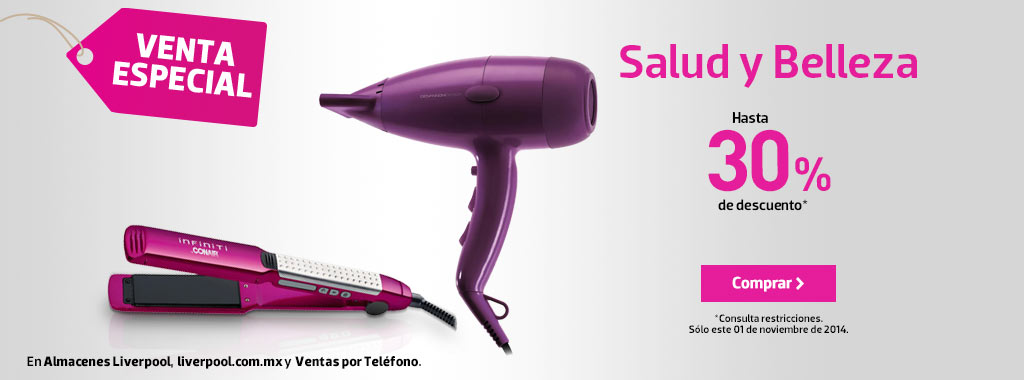 VENTA
ESPECIAL
Salud y Belleza
Hasta
30%
de descuento*
infiniti
CONAIR
Comprar >
*Consulta restricciones.
Sólo este 01 de noviembre de 2014.
En Almacenes Liverpool, liverpool.com.mx y Ventas por Teléfono.